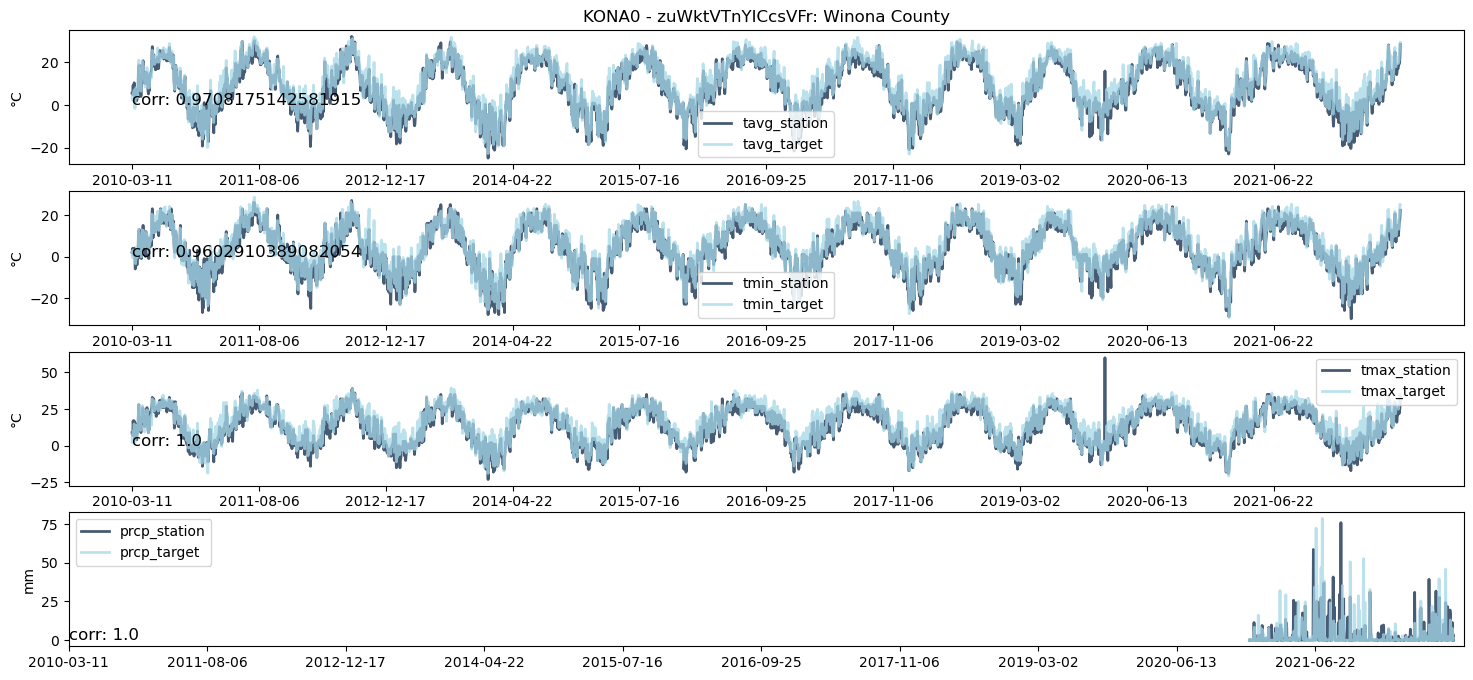 KONA0 - zuWktVTnYlCcsVFr: Winona County
20
0
−20
°C
corr: 0.9708175142581915
tavg_station
tavg_target
2010-03-11 2011-08-06 2012-12-17 2014-04-22 2015-07-16 2016-09-25 2017-11-06 2019-03-02 2020-06-13 2021-06-22
20
0
−20
°C
corr: 0.9602910389082054
tmin_station
tmin_target
2010-03-11 2011-08-06 2012-12-17 2014-04-22 2015-07-16 2016-09-25 2017-11-06 2019-03-02 2020-06-13 2021-06-22
50
25
0
−25
°C
corr: 1.0
tmax_station
tmax_target
2010-03-11 2011-08-06 2012-12-17 2014-04-22 2015-07-16 2016-09-25 2017-11-06 2019-03-02 2020-06-13 2021-06-22
75
50
25
0
mm
prcp_station
prcp_target
corr: 1.0
2010-03-11 2011-08-06 2012-12-17 2014-04-22 2015-07-16 2016-09-25 2017-11-06 2019-03-02 2020-06-13 2021-06-22